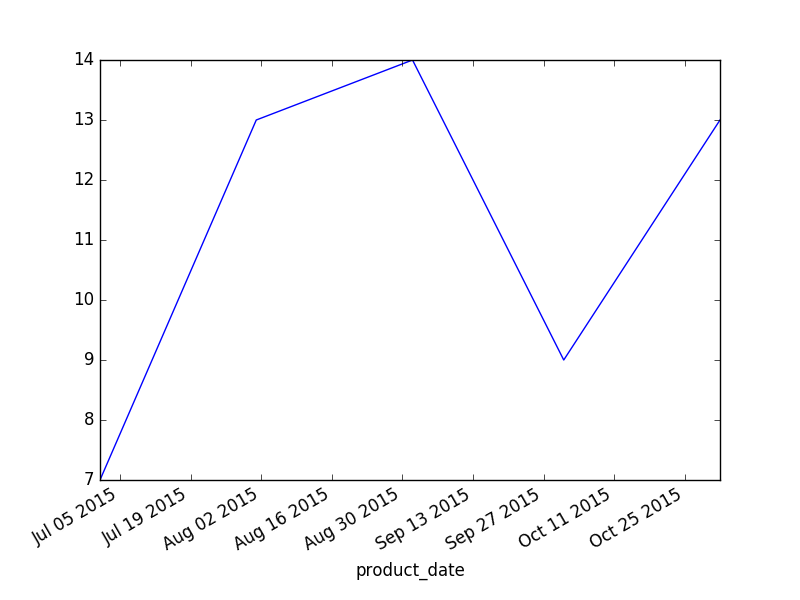 14
13
12
11
10
9
8
7
Jul 05 2015
Jul 19 2015
Aug 02 2015
Aug 16 2015
Aug 30 2015
Sep 13 2015
Sep 27 2015
Oct 11 2015
Oct 25 2015
product_date